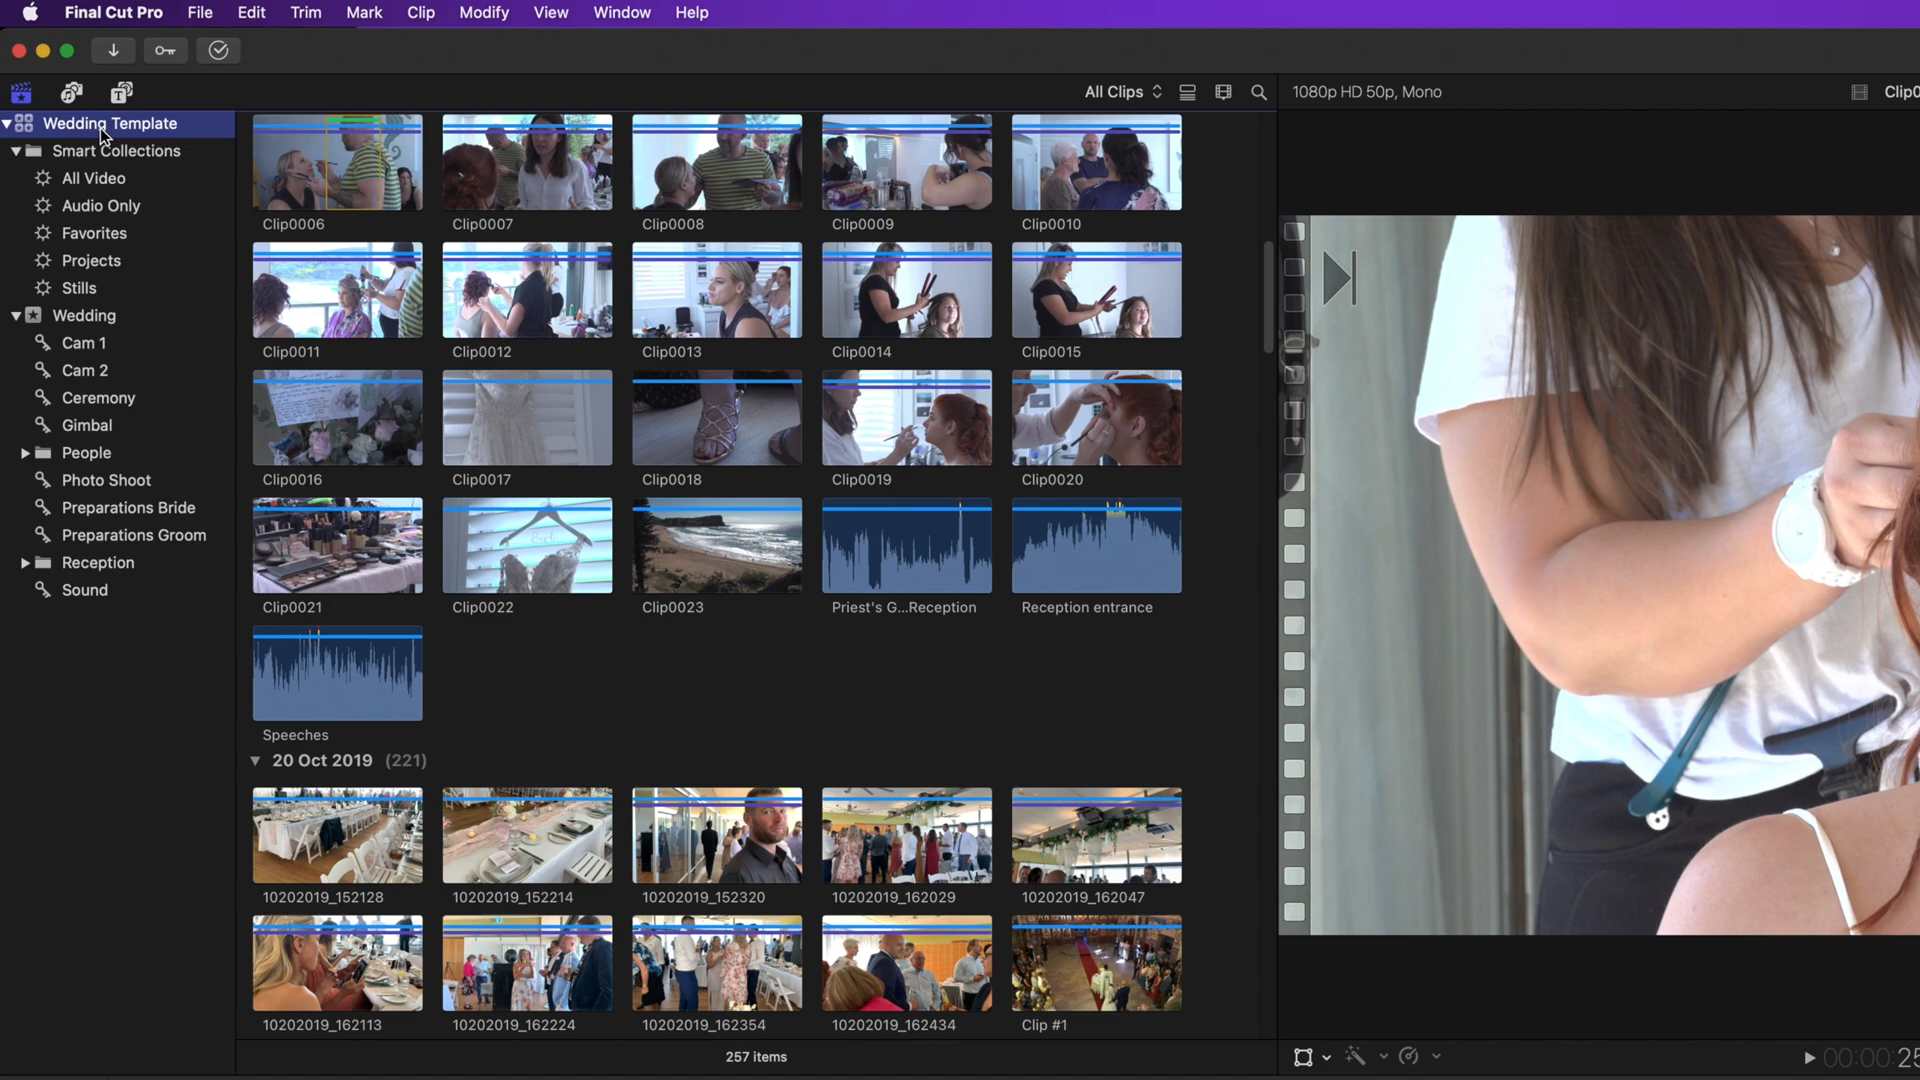 Final Cut Pro File Edit Trim Mark Clip Modify View Window Help
All Clips
1080p HD 50p, Mono
Clip0
Wedding Template
Smart Collections
All Video
Audio Only
Favorites
Projects
Stills
Wedding
Cam 1
Cam 2
Ceremony
Gimbal
People
Photo Shoot
Preparations Bride
Preparations Groom
Reception
Sound
Clip0006 Clip0007 Clip0008 Clip0009 Clip0010
Clip0011 Clip0012 Clip0013 Clip0014 Clip0015
Clip0016 Clip0017 Clip0018 Clip0019 Clip0020
Clip0021 Clip0022 Clip0023 Priest's G...Reception Reception entrance
Speeches
20 Oct 2019 (221)
10202019_152128 10202019_152214 10202019_152320 10202019_162029 10202019_162047
10202019_162113 10202019_162224 10202019_162354 10202019_162434 Clip #1
257 items
00:00:25